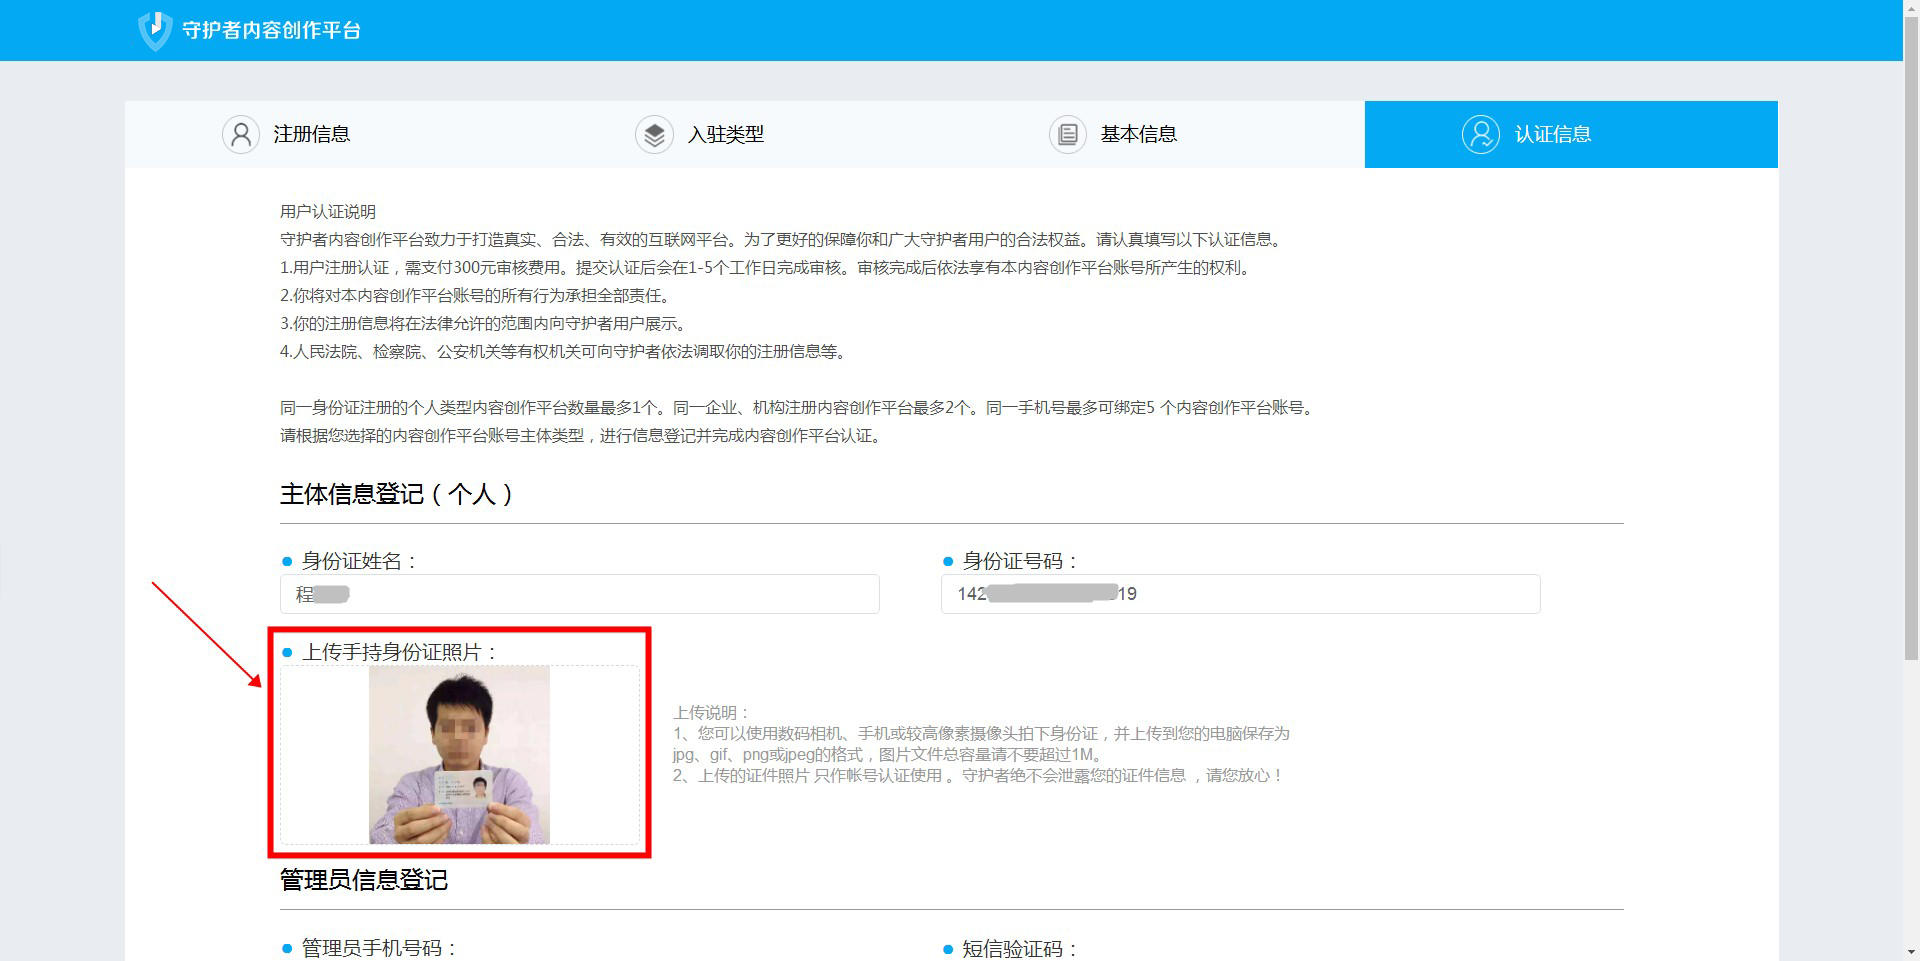 守护者内容创作平台
注册信息
入驻类型
基本信息
认证信息
用户认证说明
守护者内容创作平台致力于打造真实、合法、有效的互联网平台。为了更好的保障你和广大守护者用户的合法权益。请认真填写以下认证信息。
1.用户注册认证，需支付300元审核费用。提交认证后会在1-5个工作日完成审核。审核完成后依法享有本内容创作平台账号所产生的权利。
2.你将对本内容创作平台账号的所有行为承担全部责任。
3.你的注册信息将在法律允许的范围内向守护者用户展示。
4.人民法院、检察院、公安机关等有权机关可向守护者依法调取你的注册信息等。
同一身份证注册的个人类型内容创作平台数量最多1个。同一企业、机构注册内容创作平台最多2个。同一手机号最多可绑定5 个内容创作平台账号。
请根据您选择的内容创作平台账号主体类型，进行信息登记并完成内容创作平台认证。
主体信息登记（个人）
身份证姓名：
身份证号码：
程
142 19
上传手持身份证照片：
上传说明：
1、您可以使用数码相机、手机或较高像素摄像头拍下身份证，并上传到您的电脑保存为
jpg、gif、png或jpeg的格式，图片文件总容量请不要超过1M。
2、上传的证件照片 只作帐号认证使用 。守护者绝不会泄露您的证件信息 ，请您放心！
管理员信息登记
管理员手机号码：
短信验证码：